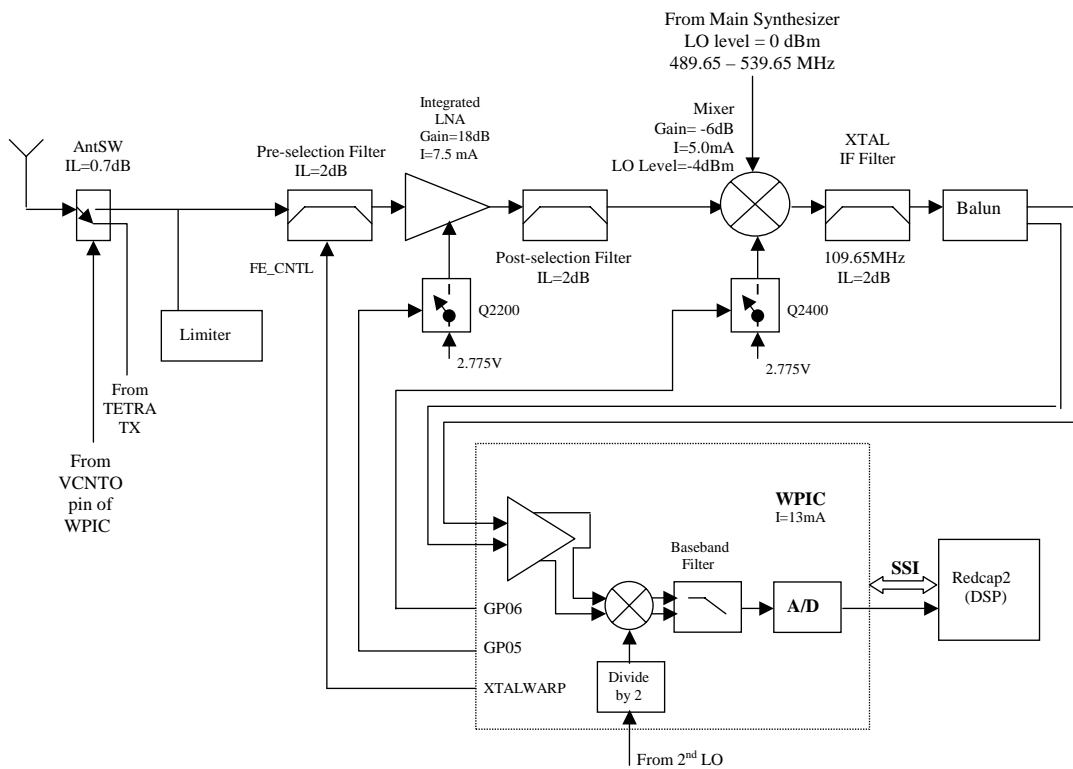 From Main Synthesizer
LO level = 0 dBm
489.65 – 539.65 MHz
Integrated
LNA
Gain=18dB
I=7.5 mA
Mixer
Gain= -6dB
I=5.0mA
LO Level=-4dBm
XTAL
IF Filter
AntSW
IL=0.7dB
Pre-selection Filter
IL=2dB
Balun
FE_CNTL
Post-selection Filter
IL=2dB
109.65MHz
IL=2dB
Limiter
Q2200
Q2400
2.775V
2.775V
From
TETRA
TX
From
VCNTO
pin of
WPIC
WPIC
I=13mA
Baseband
Filter
SSI
Redcap2
(DSP)
A/D
GP06
GP05
XTALWARP
Divide
by 2
From 2nd LO